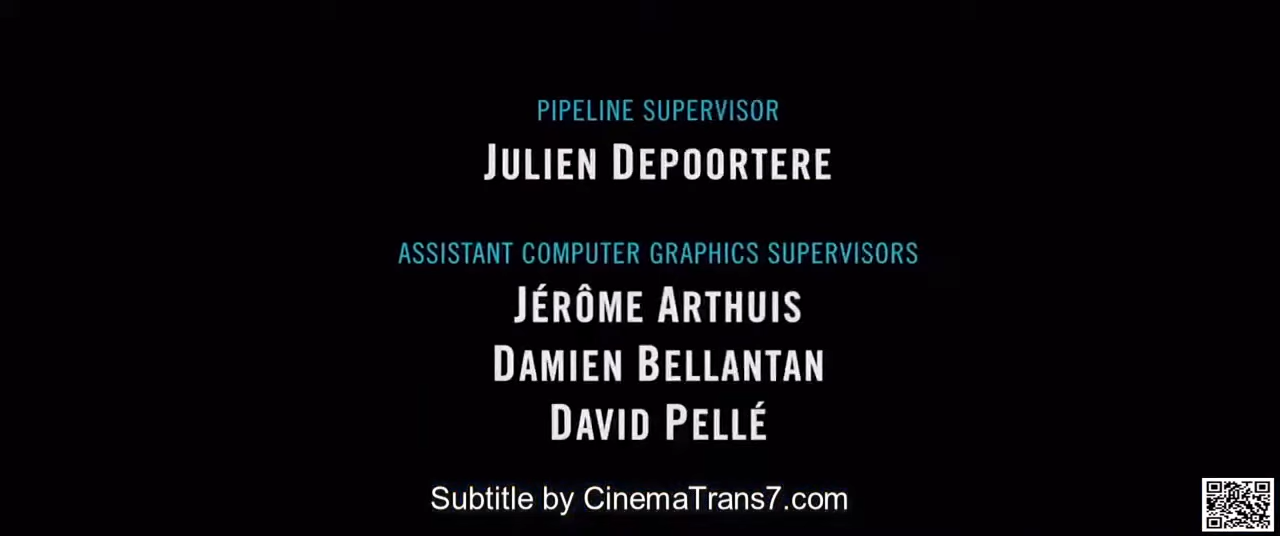 PIPELINE SUPERVISOR
JULIEN DEPOORTERE
ASSISTANT COMPUTER GRAPHICS SUPERVISORS
JÉRÔME ARTHUIS
DAMIEN BELLANTAN
DAVID PELLÉ
Subtitle by CinemaTrans7.com